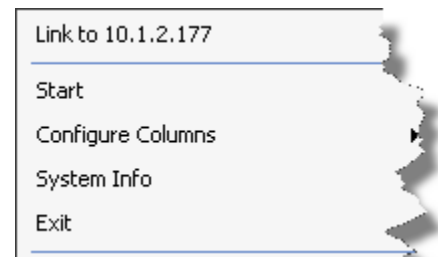 Link to 10.1.2.177
Start
Configure Columns
System Info
Exit